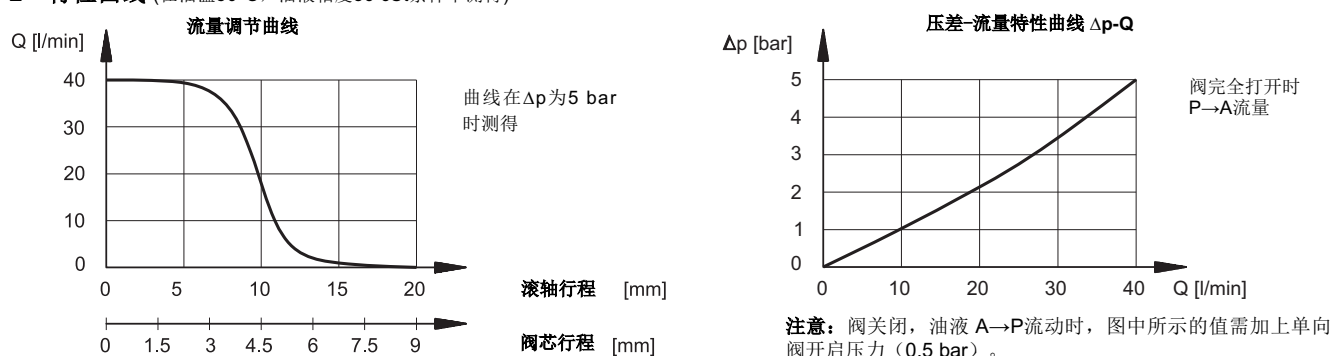 流量调节曲线
Q [l/min]
40
30
20
10
0
0 5 10 15 20
滚轴行程 [mm]
0 1.5 3 4.5 6 7.5 9
阀芯行程 [mm]
曲线在Δp为5 bar
时测得
压差–流量特性曲线 Δp-Q
Δp [bar]
5
4
3
2
1
0
0 10 20 30 40 Q [l/min]
阀完全打开时
P→A流量
注意：阀关闭，油液 A→P流动时，图中所示的值需加上单向
阀开启压力（0.5 bar）。